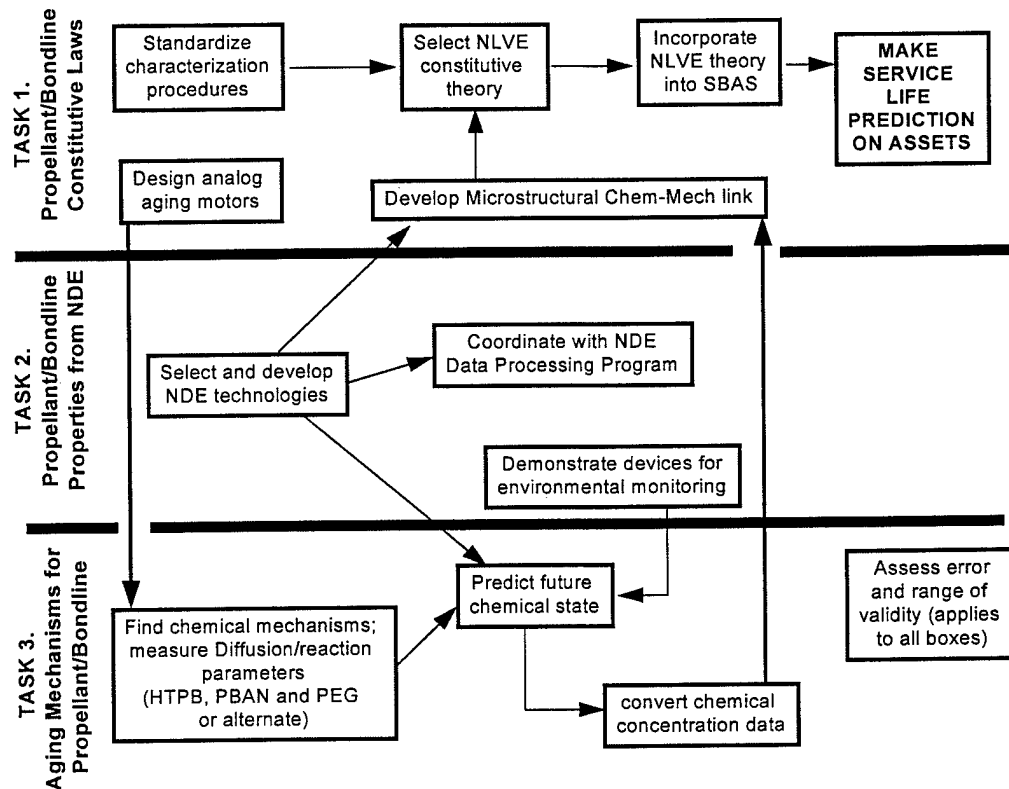 TASK 1.
Propellant/Bondline
Constitutive Laws
Standardize
characterization
procedures
Select NLVE
constitutive
theory
Incorporate
NLVE theory
into SBAS
MAKE
SERVICE
LIFE
PREDICTION
ON ASSETS
Design analog
aging motors
Develop Microstructural Chem-Mech link
TASK 2.
Propellant/Bondline
Properties from NDE
Select and develop
NDE technologies
Coordinate with NDE
Data Processing Program
Demonstrate devices for
environmental monitoring
TASK 3.
Aging Mechanisms for
Propellant/Bondline
Find chemical mechanisms;
measure Diffusion/reaction
parameters
(HTPB, PBAN and PEG
or alternate)
Predict future
chemical state
convert chemical
concentration data
Assess error
and range of
validity (applies
to all boxes)